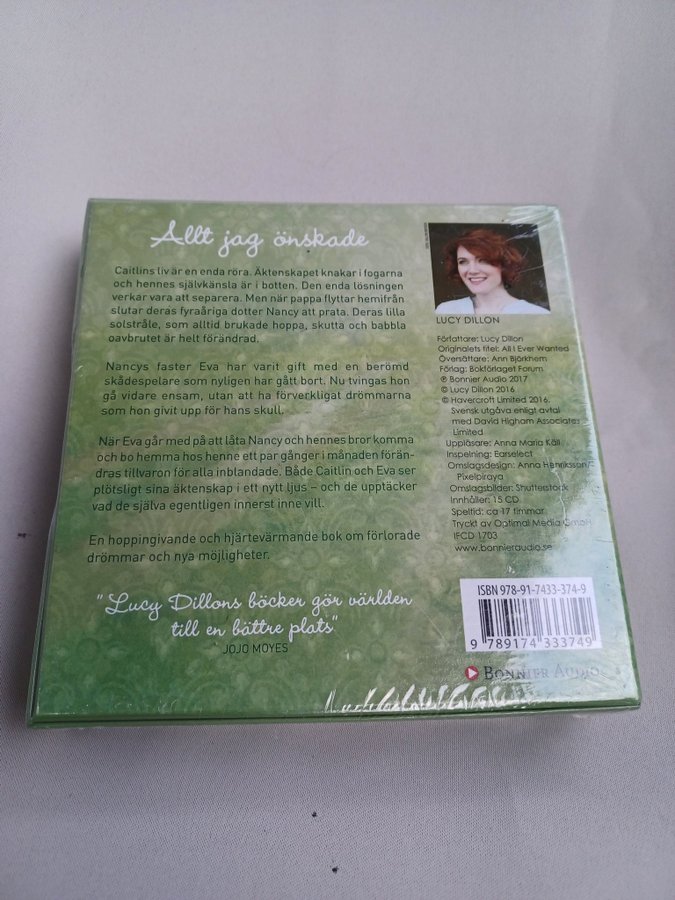 Allt jag önskade
Caitlins liv är en enda röra. Äktenskapet knakar i fogarna
och hennes självkänsla är i botten. Den enda lösningen
verkar vara att separera. Men när pappa flyttar hemifrån
slutar deras fyraåriga dotter Nancy att prata. Deras lilla
solstråle, som alltid brukade hoppa, skutta och babbla
oavbrutet är helt förändrad.
Nancys faster Eva har varit gift med en berömd
skådespelare som nyligen har gått bort. Nu tvingas hon
gå vidare ensam, utan att ha förverkligat drömmarna
som hon givit upp för hans skull.
När Eva går med på att låta Nancy och hennes bror komma
och bo hemma hos henne ett par gånger i månaden förän-
dras tillvaron för alla inblandade. Både Caitlin och Eva ser
plötsligt sina äktenskap i ett nytt ljus – och de upptäcker
vad de själva egentligen innerst inne vill.
En hoppingivande och hjärtevärmande bok om förlorade
drömmar och nya möjligheter.
"Lucy Dillons böcker gör världen
till en bättre plats"
JOJO MOYES
LUCY DILLON
Författare: Lucy Dillon
Originalets titel: All I Ever Wanted
Översättare: Ann Björkhem
Förlag: Bokförlaget Forum
℗ Bonnier Audio 2017
© Lucy Dillon 2016
© Havercroft Limited 2016.
Svensk utgåva enligt avtal
med David Higham Associates
Limited
Uppläsare: Anna Maria Käll
Inspelning: Earselect
Omslagsdesign: Anna Henriksson/
Pixelpiraya
Omslagsbilder: Shutterstock
Innhåller: 15 CD
Speltid: ca 17 timmar
Tryckt av Optimal Media GmbH
IFCD 1703
www.bonnieraudio.se
ISBN 978-91-7433-374-9
9 789174 333749
BONNIER AUDIO